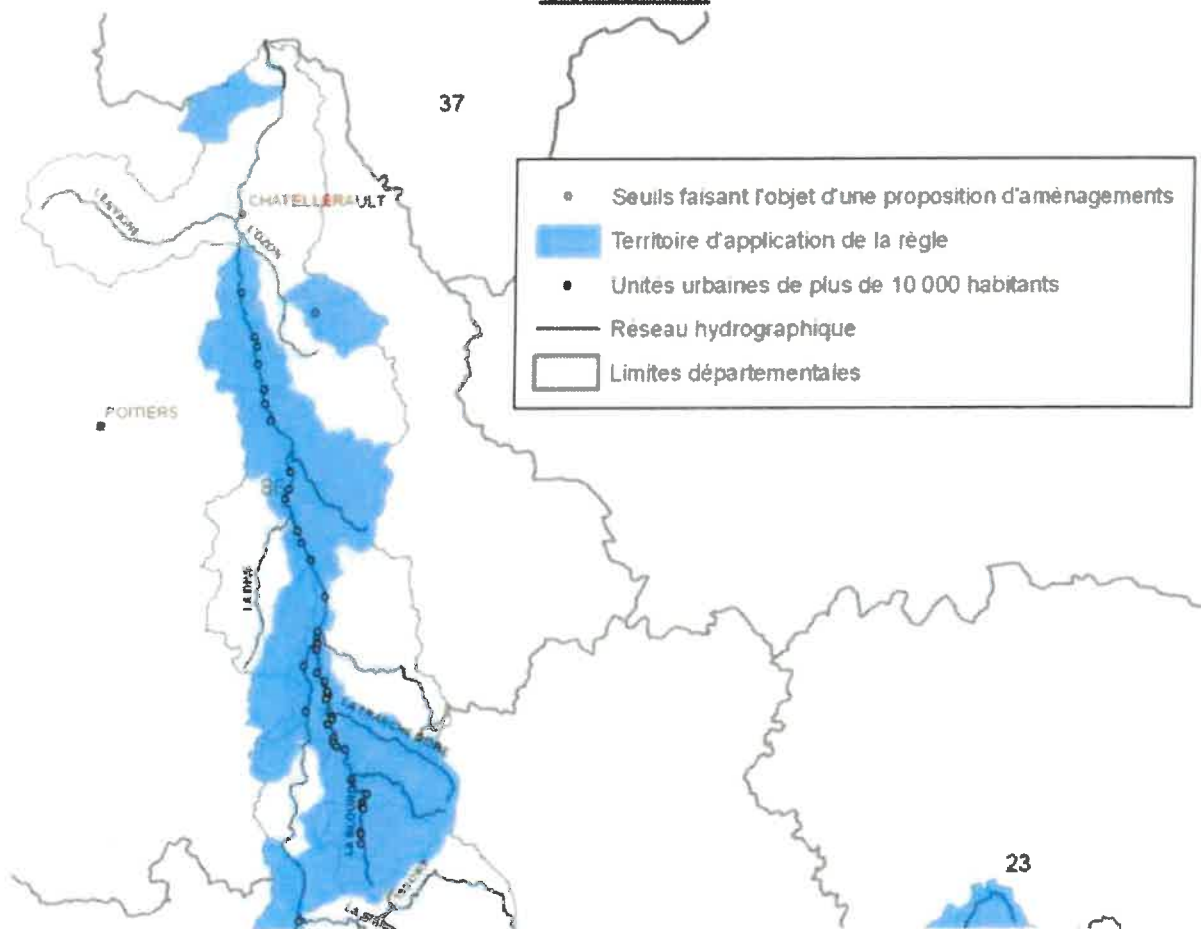 37
CHATELLERAULT
L'OZON
Seuils faisant l'objet d'une proposition d'aménagements
Territoire d'application de la règle
Unités urbaines de plus de 10 000 habitants
Réseau hydrographique
Limites départementales
POITIERS
23